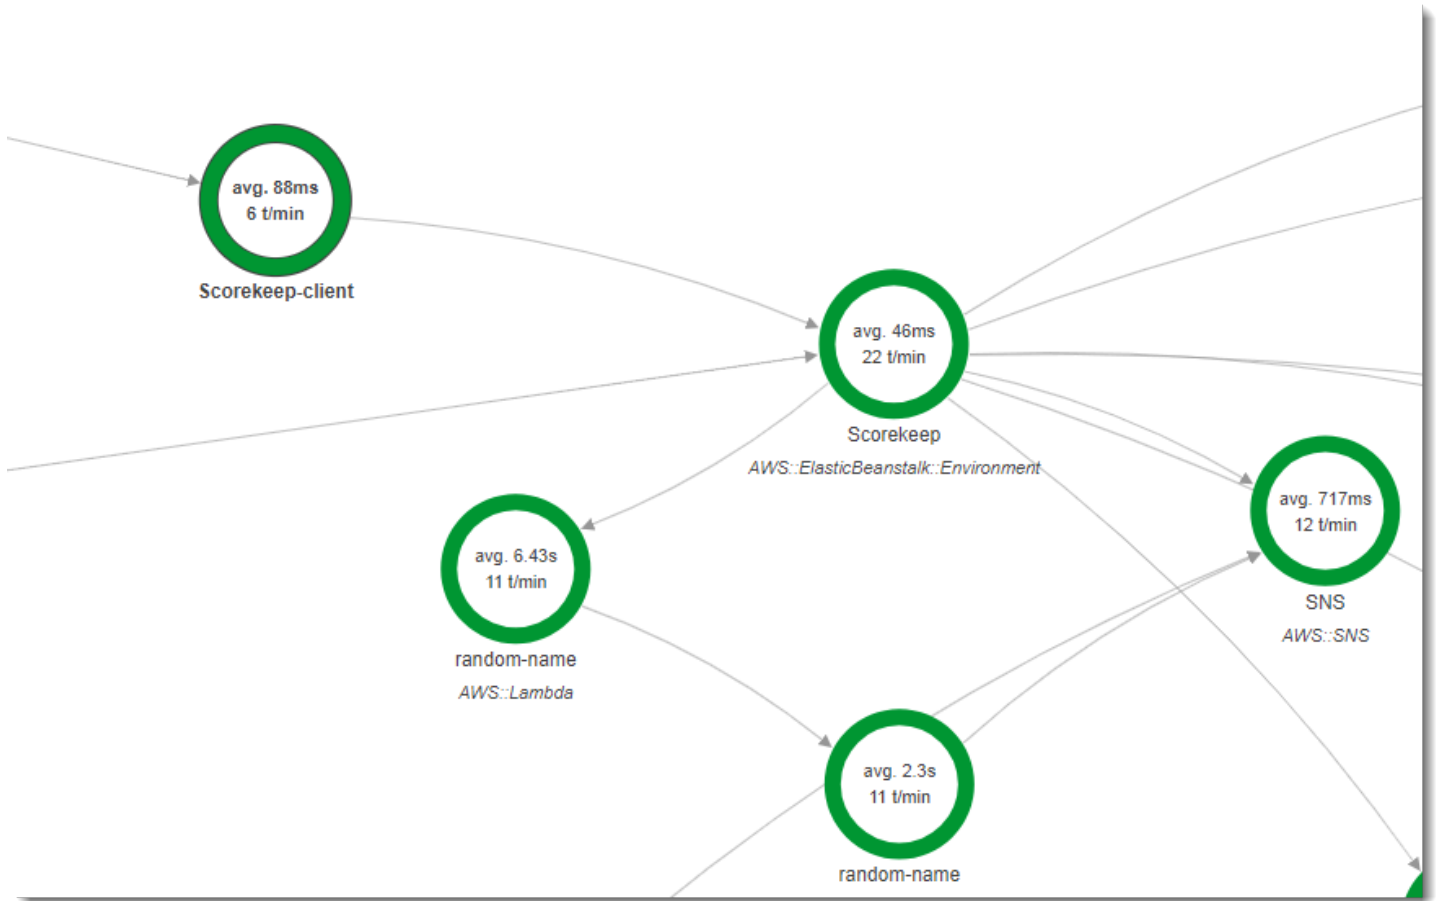 avg. 88ms
6 t/min
Scorekeep-client
avg. 46ms
22 t/min
Scorekeep
AWS::ElasticBeanstalk::Environment
avg. 717ms
12 t/min
SNS
AWS::SNS
avg. 6.43s
11 t/min
random-name
AWS::Lambda
avg. 2.3s
11 t/min
random-name